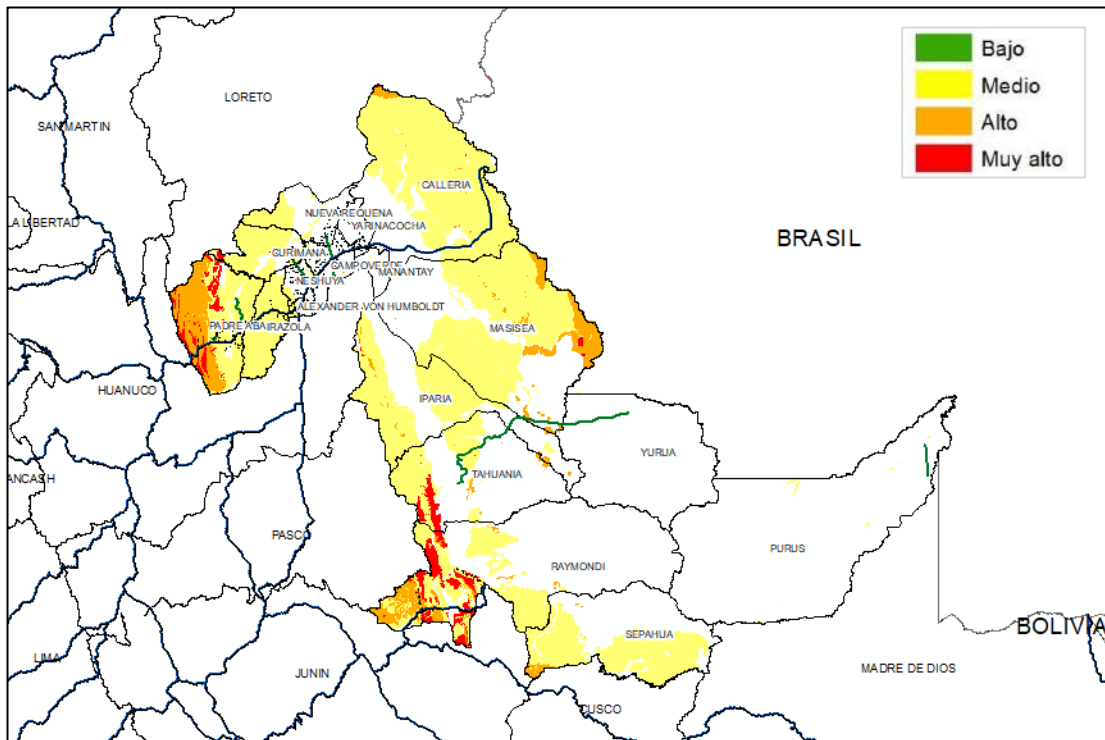 Bajo
Medio
Alto
Muy alto
LORETO
SAN MARTIN
CALLERIA
NUEVA REQUENA
YARINACOCHA
LA LIBERTAD
BRASIL
CURIMANA
CAMPOVERDE
MANANTAY
NESHUYA
ALEXANDER VON HUMBOLDT
PADRE ABA IRAZOLA
MASISEA
HUANUCO
IPARIA
YURUA
ANCASH
TAHUANIA
PASCO
PURUS
RAYMONDI
SEPAHUA
BOLIVIA
LIMA
JUNIN
MADRE DE DIOS
CUSCO